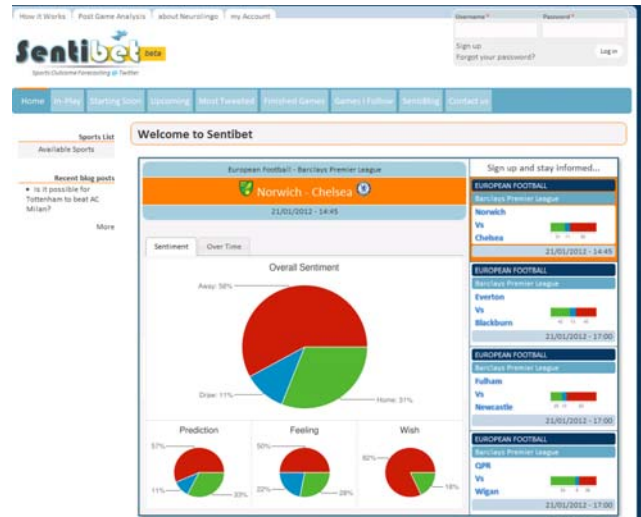 How it Works
Post Game Analysis
about Neurolingo
my Account
Sentibet
beta
Sports Outcome Forecasting @ Twitter
Username *
Password *
Sign up
Forgot your password?
Log in
Home
In-Play
Starting Soon
Upcoming
Most Tweeted
Finished Games
Games I Follow
SentiBlog
Contact us
Sports List
Available Sports
Recent blog posts
Is it possible for
Tottenham to beat AC
Milan?
More
Welcome to Sentibet
European Football - Barclays Premier League
Norwich - Chelsea
21/01/2012 - 14:45
Sentiment
Over Time
Overall Sentiment
Away: 58%
Draw: 11%
Home: 31%
Prediction
57%
11%
33%
Feeling
50%
22%
28%
Wish
82%
18%
Sign up and stay informed...
EUROPEAN FOOTBALL
Barclays Premier League
Norwich
Vs
Chelsea
21/01/2012 - 14:45
EUROPEAN FOOTBALL
Barclays Premier League
Everton
Vs
Blackburn
21/01/2012 - 17:00
EUROPEAN FOOTBALL
Barclays Premier League
Fulham
Vs
Newcastle
21/01/2012 - 17:00
EUROPEAN FOOTBALL
Barclays Premier League
QPR
Vs
Wigan
21/01/2012 - 17:00